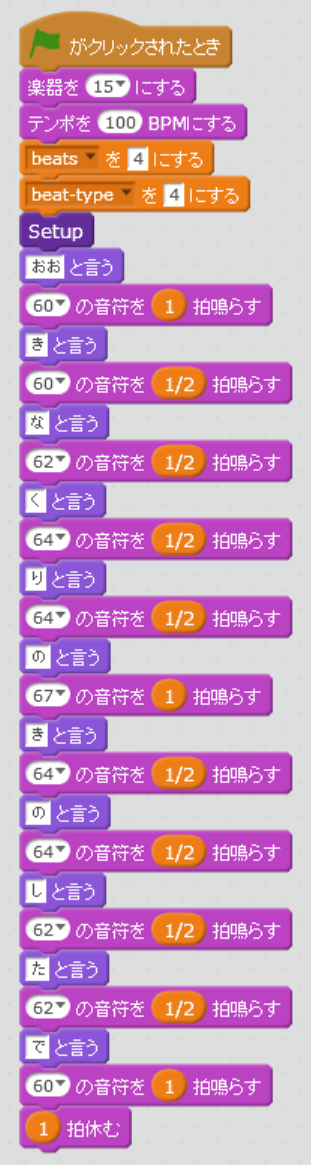 がクリックされたとき
楽器を 15▼ にする
テンポを 100 BPMにする
beats▼ を 4 にする
beat-type▼ を 4 にする
Setup
おお と言う
60▼ の音符を 1 拍鳴らす
き と言う
60▼ の音符を 1/2 拍鳴らす
な と言う
62▼ の音符を 1/2 拍鳴らす
く と言う
64▼ の音符を 1/2 拍鳴らす
り と言う
64▼ の音符を 1/2 拍鳴らす
の と言う
67▼ の音符を 1 拍鳴らす
き と言う
64▼ の音符を 1/2 拍鳴らす
の と言う
64▼ の音符を 1/2 拍鳴らす
し と言う
62▼ の音符を 1/2 拍鳴らす
た と言う
62▼ の音符を 1/2 拍鳴らす
で と言う
60▼ の音符を 1 拍鳴らす
1 拍休む